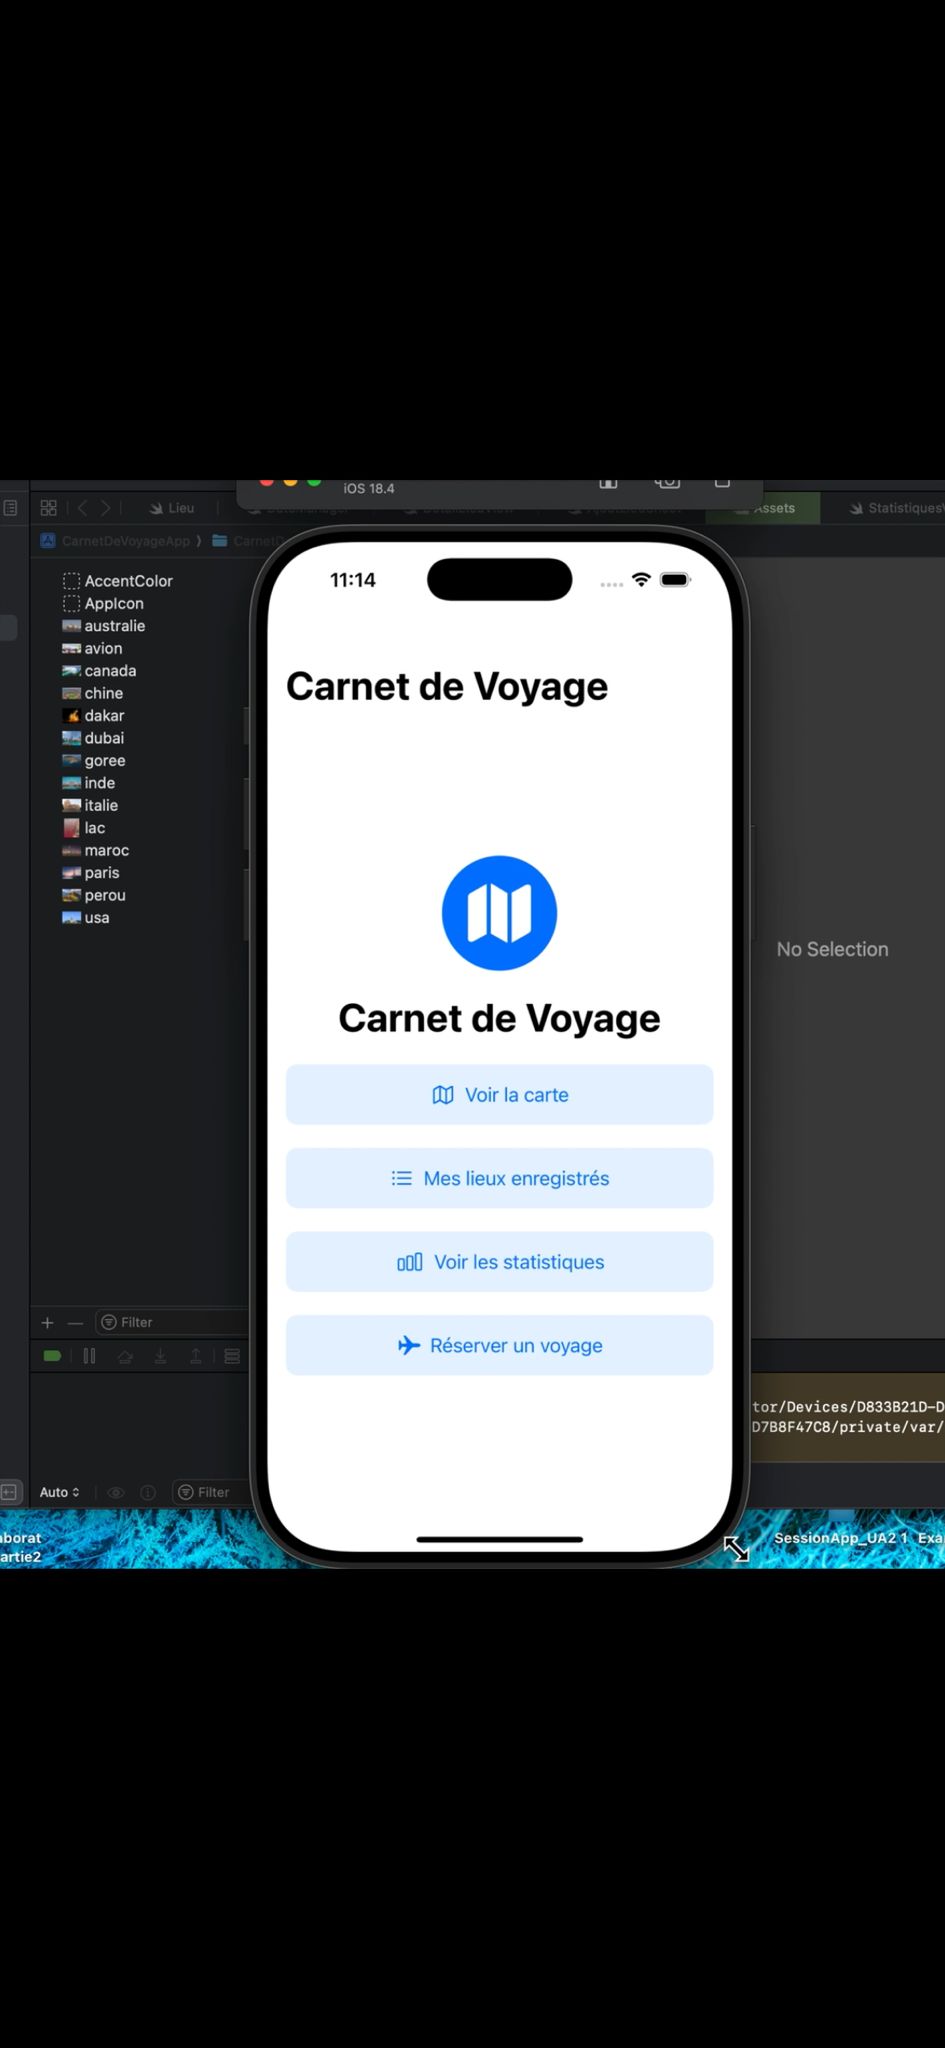 iOS 18.4
Lieu
Assets
Statistiques
CarnetDeVoyageApp
AccentColor
AppIcon
australie
avion
canada
chine
dakar
dubai
goree
inde
italie
lac
maroc
paris
perou
usa
11:14
Carnet de Voyage
Carnet de Voyage
Voir la carte
Mes lieux enregistrés
Voir les statistiques
Réserver un voyage
No Selection
Filter
tor/Devices/D833B21D-D
D7B8F47C8/private/var/
Auto
Filter
borat
artie2
SessionApp_UA2 1
Exa